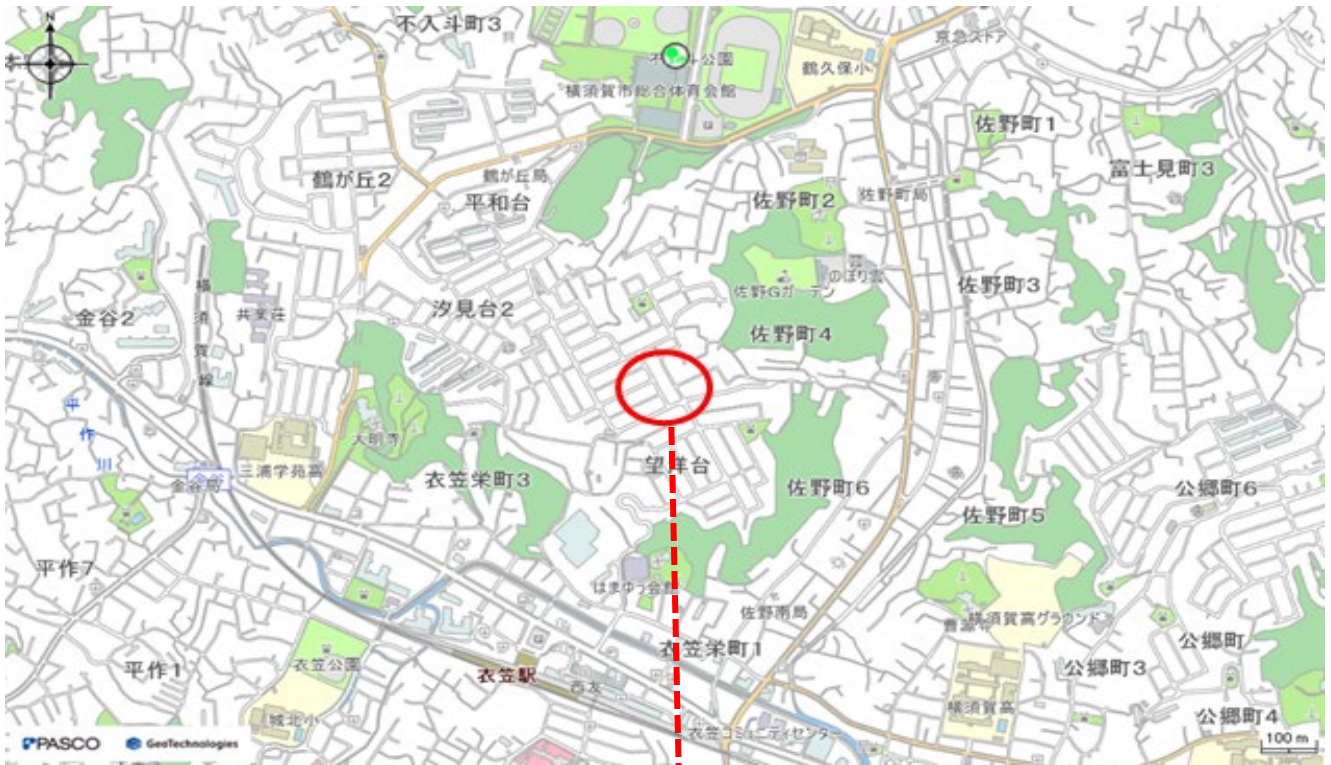 N
不入斗町3
京急ストア
鶴久保小
横須賀市総合体育会館
佐野町1
富士見町3
鶴が丘2
鶴が丘局
平和台
佐野町2
佐野町局
横須賀線
共楽荘
金谷2
汐見台2
佐野Gガーデン
のぼり雲
佐野町3
佐野町4
平作川
大明寺
三浦学苑高
金谷局
衣笠栄町3
望洋台
佐野町6
公郷町6
佐野町5
平作7
はまゆう会館
佐野南局
横須賀高グラウンド
公郷町
衣笠公園
平作1
衣笠栄町1
公郷町3
衣笠駅
西友
横須賀高
城北小
衣笠コミュニティセンター
公郷町4
PASCO
GeoTechnologies
100 m